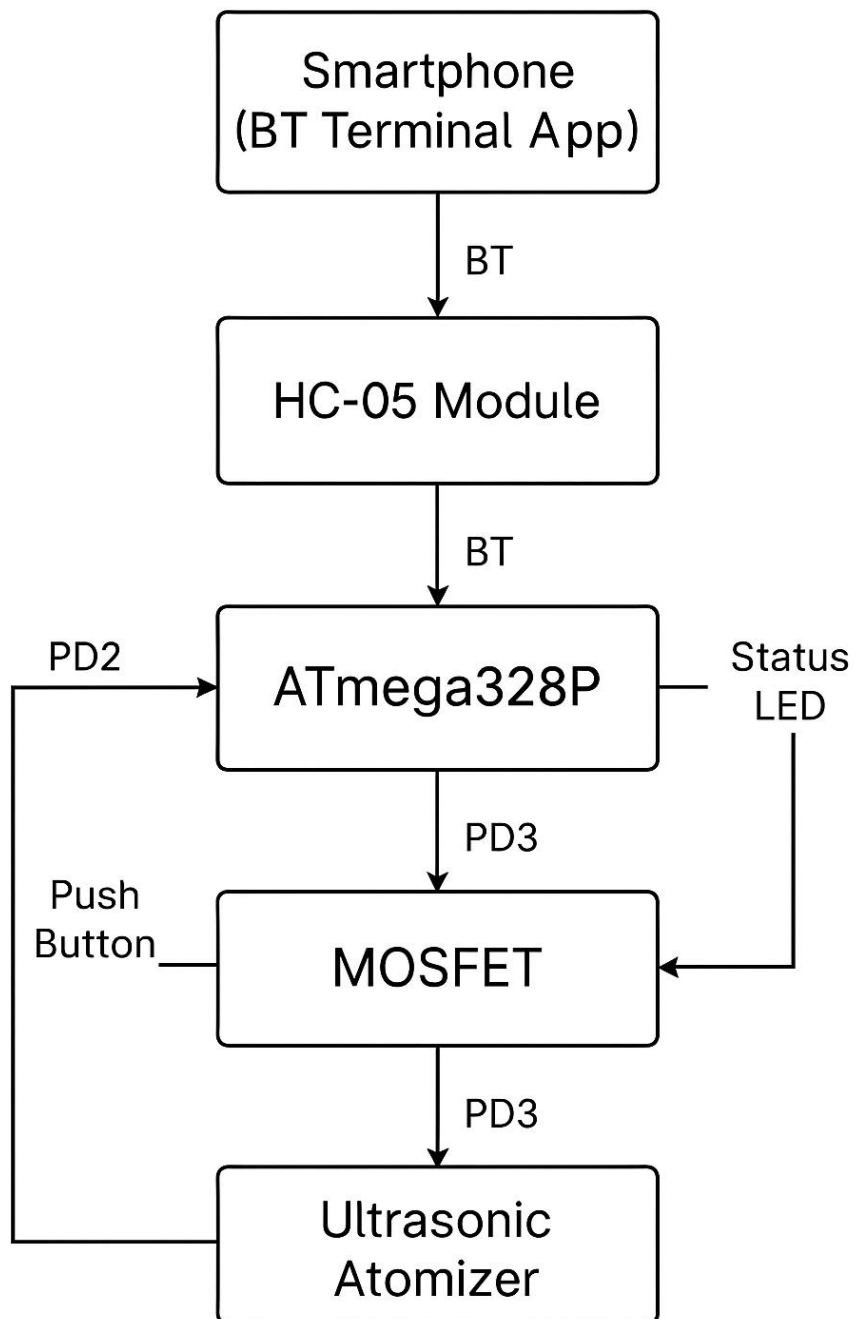 Smartphone
(BT Terminal App)
BT
HC-05 Module
BT
PD2
ATmega328P
Status
LED
PD3
Push
Button
MOSFET
PD3
Ultrasonic
Atomizer